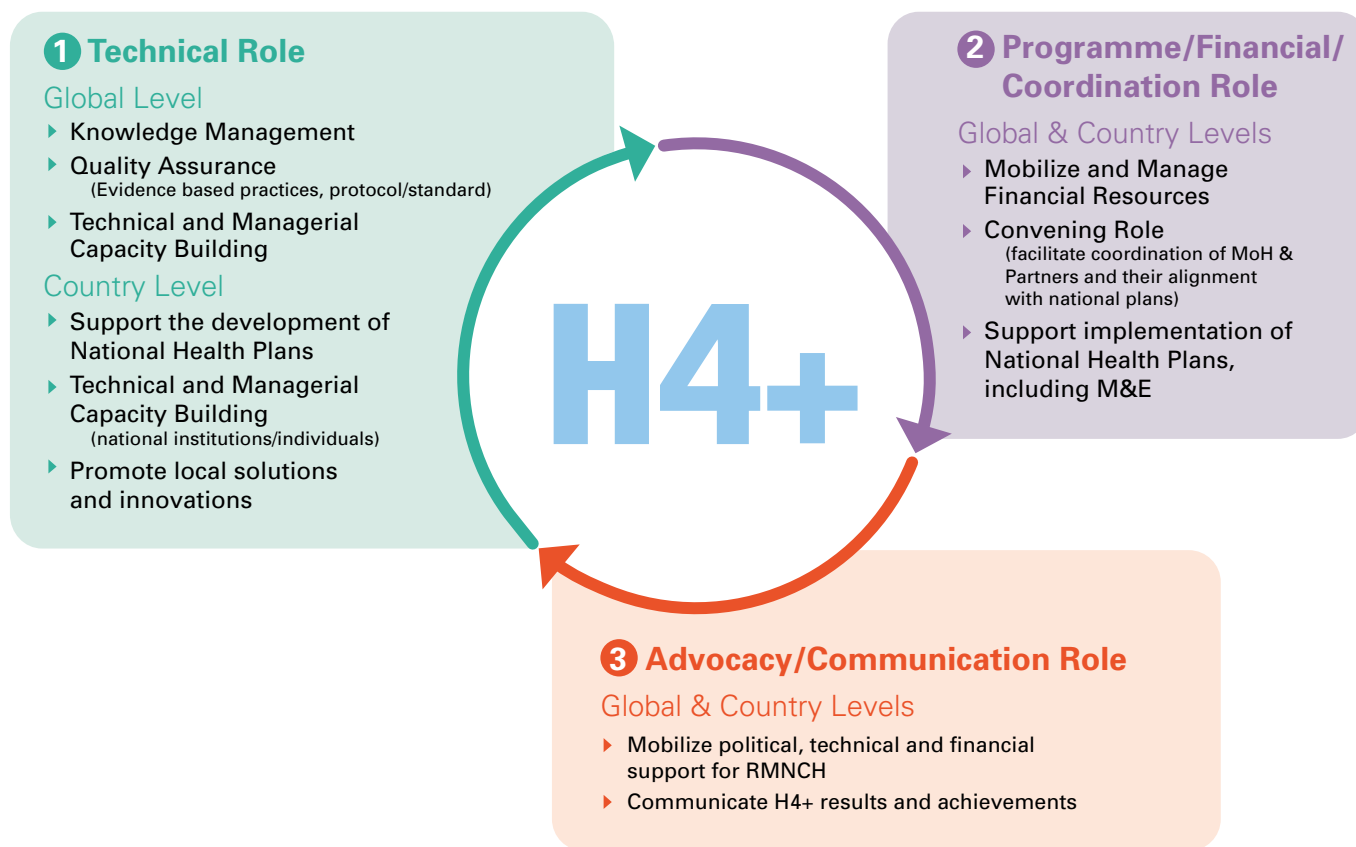 1 Technical Role
Global Level
Knowledge Management
Quality Assurance
(Evidence based practices, protocol/standard)
Technical and Managerial
Capacity Building
Country Level
Support the development of
National Health Plans
Technical and Managerial
Capacity Building
(national institutions/individuals)
Promote local solutions
and innovations
H4+
2 Programme/Financial/
Coordination Role
Global & Country Levels
Mobilize and Manage
Financial Resources
Convening Role
(facilitate coordination of MoH &
Partners and their alignment
with national plans)
Support implementation of
National Health Plans,
including M&E
3 Advocacy/Communication Role
Global & Country Levels
Mobilize political, technical and financial
support for RMNCH
Communicate H4+ results and achievements